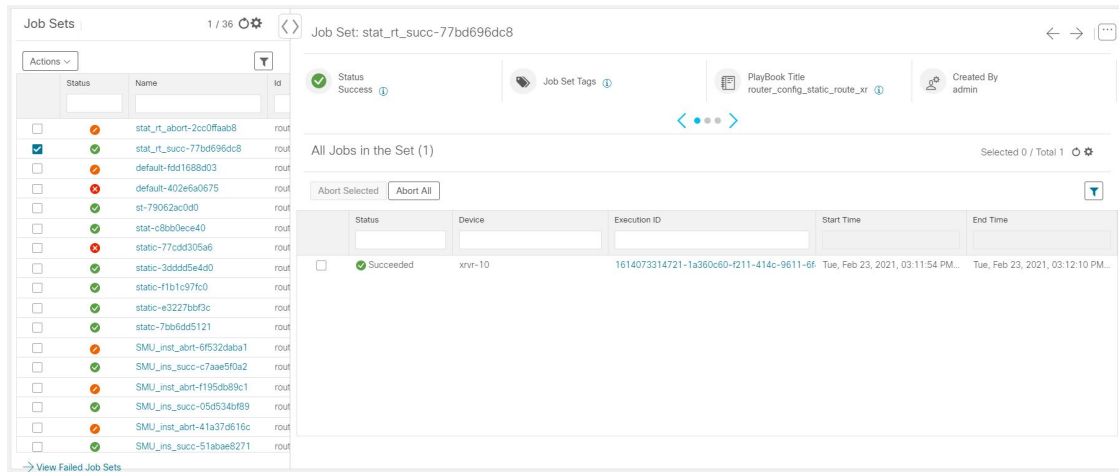 Job Sets
1 / 36
Actions
Status Name Id
stat_rt_abort-2cc0ffaab8 rout
stat_rt_succ-77bd696dc8 rout
default-fdd1688d03 rout
default-402e6a0675 rout
st-79062ac0d0 rout
stat-c8bb0ece40 rout
static-77cdd305a6 rout
static-3dddd5e4d0 rout
static-f1b1c97fc0 rout
static-e3227bbf3c rout
statc-7bb6dd5121 rout
SMU_inst_abrt-6f532daba1 rout
SMU_ins_succ-c7aae5f0a2 rout
SMU_inst_abrt-f195db89c1 rout
SMU_ins_succ-05d534bf89 rout
SMU_inst_abrt-41a37d616c rout
SMU_ins_succ-51abae8271 rout
View Failed Job Sets
Job Set: stat_rt_succ-77bd696dc8
Status
Success
Job Set Tags
PlayBook Title
router_config_static_route_xr
Created By
admin
All Jobs in the Set (1)
Selected 0 / Total 1
Abort Selected Abort All
Status Device Execution ID Start Time End Time
Succeeded xrvr-10 1614073314721-1a360c60-f211-414c-9611-6f Tue, Feb 23, 2021, 03:11:54 PM... Tue, Feb 23, 2021, 03:12:10 PM...